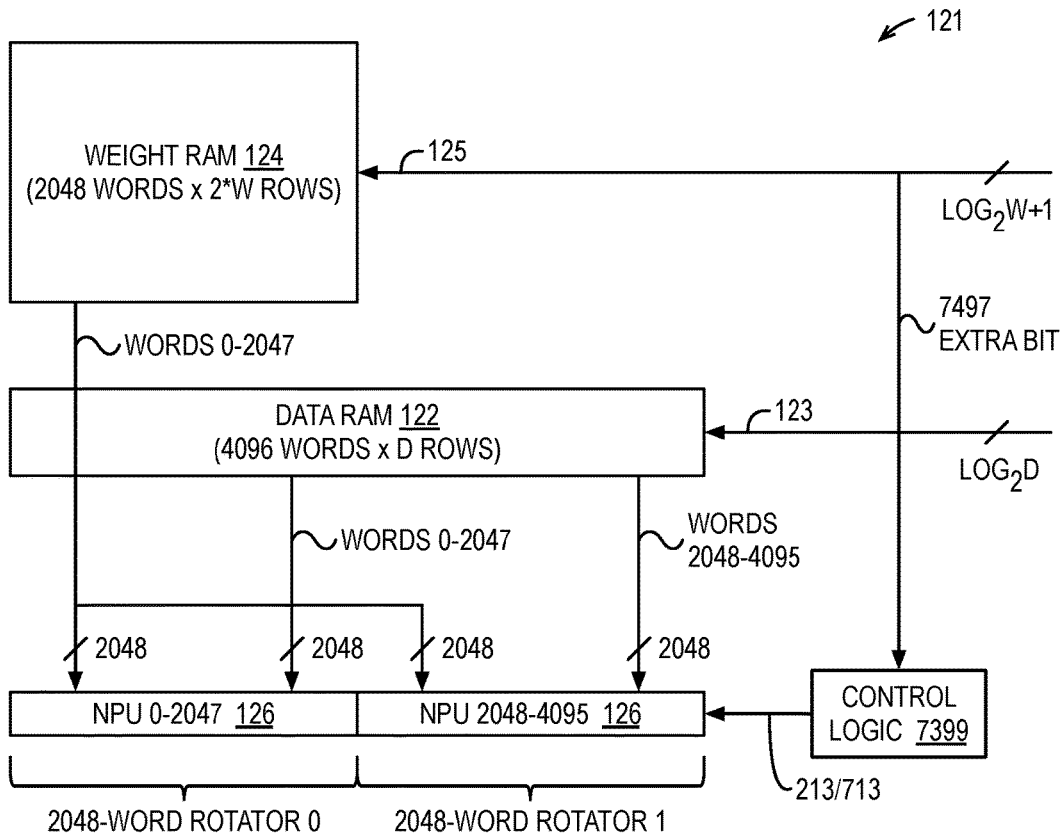 121
WEIGHT RAM 124
(2048 WORDS x 2*W ROWS)
125
LOG2W+1
7497
EXTRA BIT
WORDS 0-2047
DATA RAM 122
(4096 WORDS x D ROWS)
123
LOG2D
WORDS 0-2047
WORDS
2048-4095
2048
2048
2048
2048
NPU 0-2047 126
NPU 2048-4095 126
CONTROL
LOGIC 7399
213/713
2048-WORD ROTATOR 0
2048-WORD ROTATOR 1